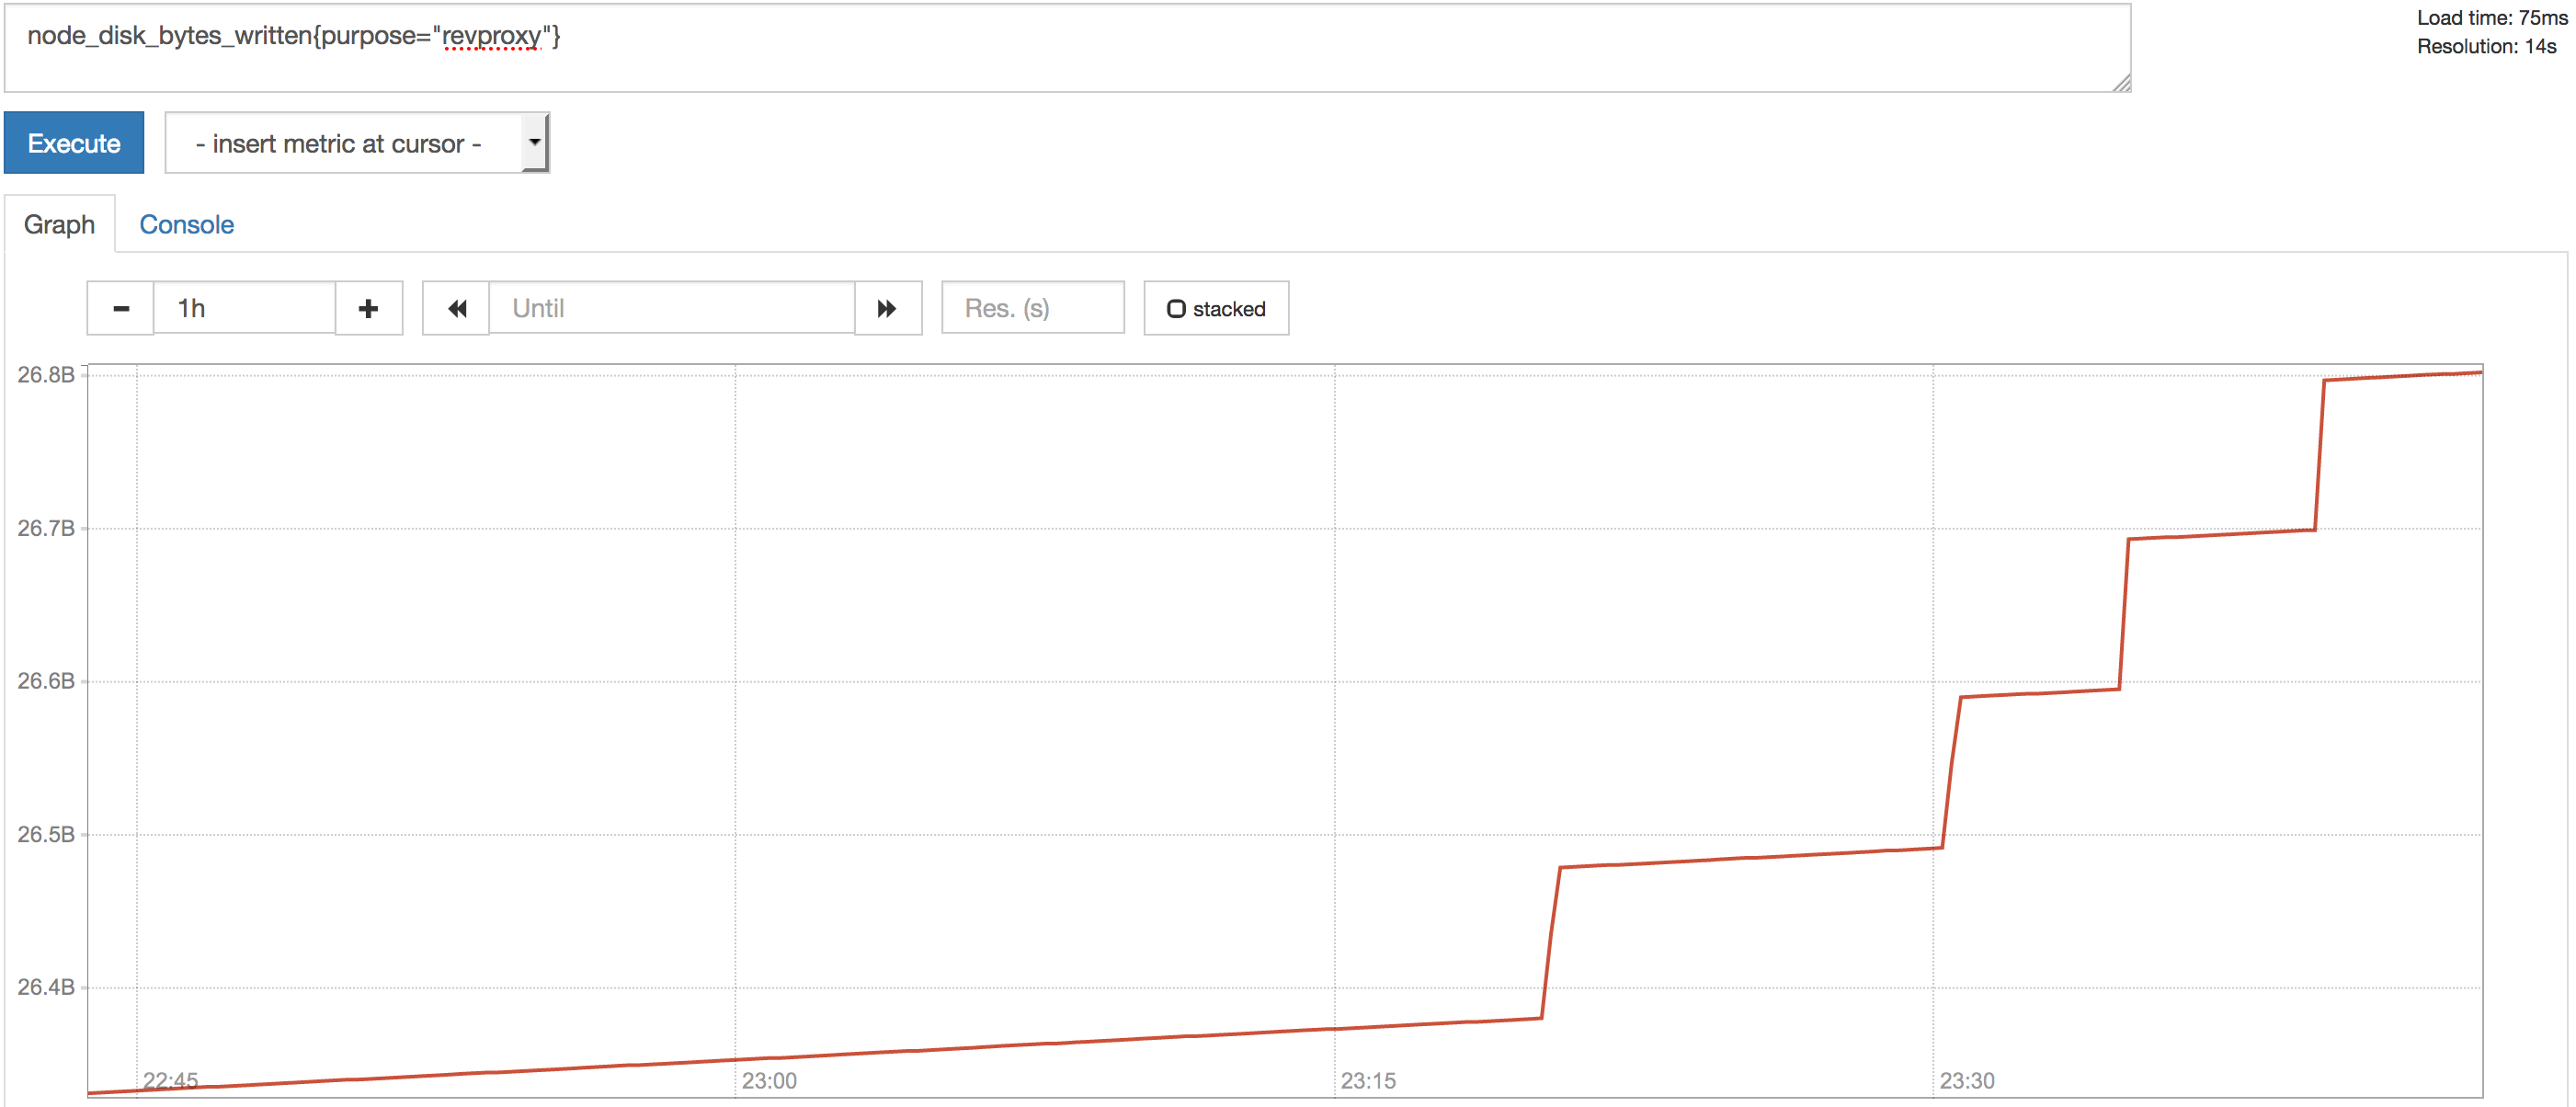 node_disk_bytes_written{purpose="revproxy"}
Load time: 75ms
Resolution: 14s
Execute
- insert metric at cursor -
Graph
Console
1h
Until
Res. (s)
stacked
26.8B
26.7B
26.6B
26.5B
26.4B
22:45
23:00
23:15
23:30